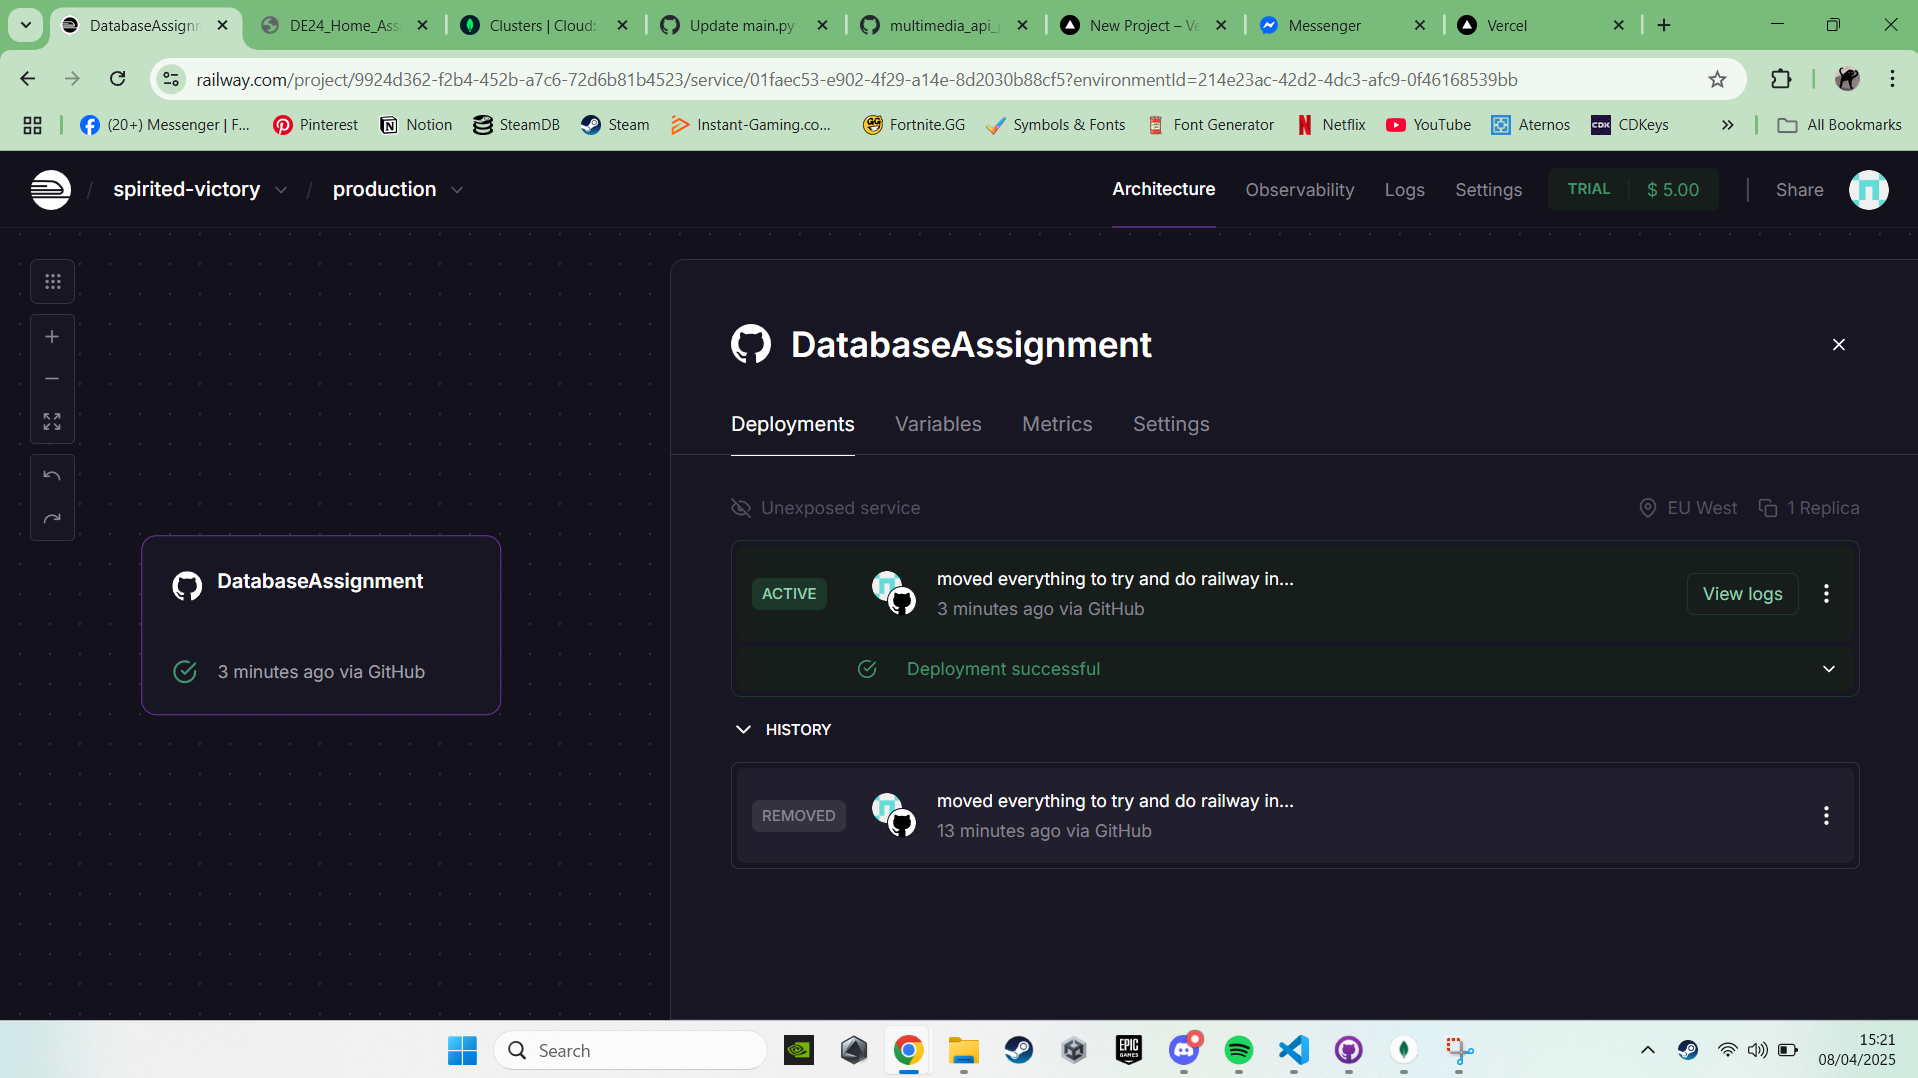 DatabaseAssignm
DE24_Home_Ass
Clusters | Cloud:
Update main.py
multimedia_api_
New Project – Ve
Messenger
Vercel
railway.com/project/9924d362-f2b4-452b-a7c6-72d6b81b4523/service/01faec53-e902-4f29-a14e-8d2030b88cf5?environmentId=214e23ac-42d2-4dc3-afc9-0f46168539bb
(20+) Messenger | F...
Pinterest
Notion
SteamDB
Steam
Instant-Gaming.co...
Fortnite.GG
Symbols & Fonts
Font Generator
Netflix
YouTube
Aternos
CDK
CDKeys
All Bookmarks
/ spirited-victory / production
Architecture
Observability
Logs
Settings
TRIAL
$ 5.00
Share
DatabaseAssignment
3 minutes ago via GitHub
DatabaseAssignment
Deployments
Variables
Metrics
Settings
Unexposed service
EU West
1 Replica
ACTIVE
moved everything to try and do railway in...
3 minutes ago via GitHub
View logs
Deployment successful
HISTORY
REMOVED
moved everything to try and do railway in...
13 minutes ago via GitHub
Search
EPIC
GAMES
15:21
08/04/2025